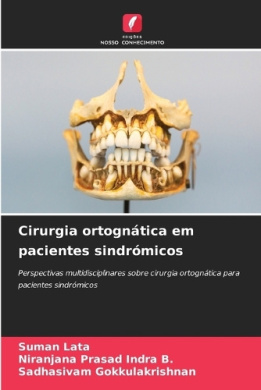 edições
NOSSO CONHECIMENTO
Cirurgia ortognática em
pacientes sindrómicos
Perspectivas multidisciplinares sobre cirurgia ortognática para
pacientes sindrómicos
Suman Lata
Niranjana Prasad Indra B.
Sadhasivam Gokkulakrishnan